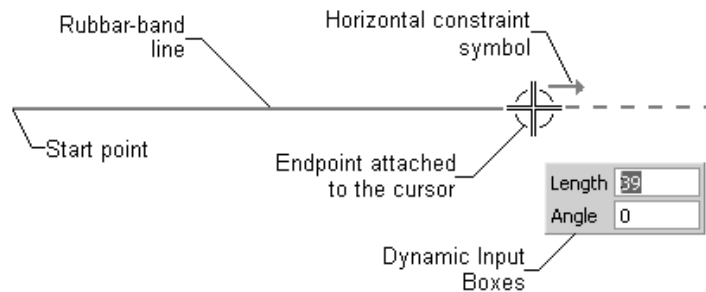 Rubbar-band
line
Horizontal constraint
symbol
Start point
Endpoint attached
to the cursor
Length 39
Angle 0
Dynamic Input
Boxes